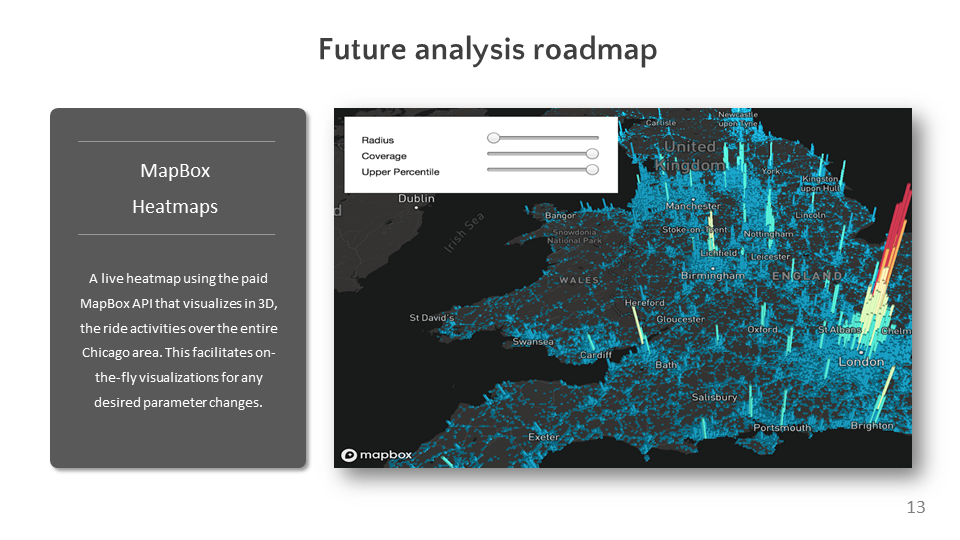 Future analysis roadmap
MapBox
Heatmaps
A live heatmap using the paid
MapBox API that visualizes in 3D,
the ride activities over the entire
Chicago area. This facilitates on-
the-fly visualizations for any
desired parameter changes.
Radius
Coverage
Upper Percentile
Carlisle
Newcastle
upon Tyne
United
Kingdom
York
Kingston
upon Hull
d
Dublin
Irish Sea
Bangor
Manchester
Lincoln
Snowdonia
National Park
Stoke-on-Trent
Nottingham
Lichfield
Leicester
WALES
Birmingham
ENGLAND
Hereford
St David's
Gloucester
Oxford
St Albans
Chelm
Swansea
Cardiff
Bath
London
Salisbury
Exeter
Portsmouth
Brighton
mapbox
13